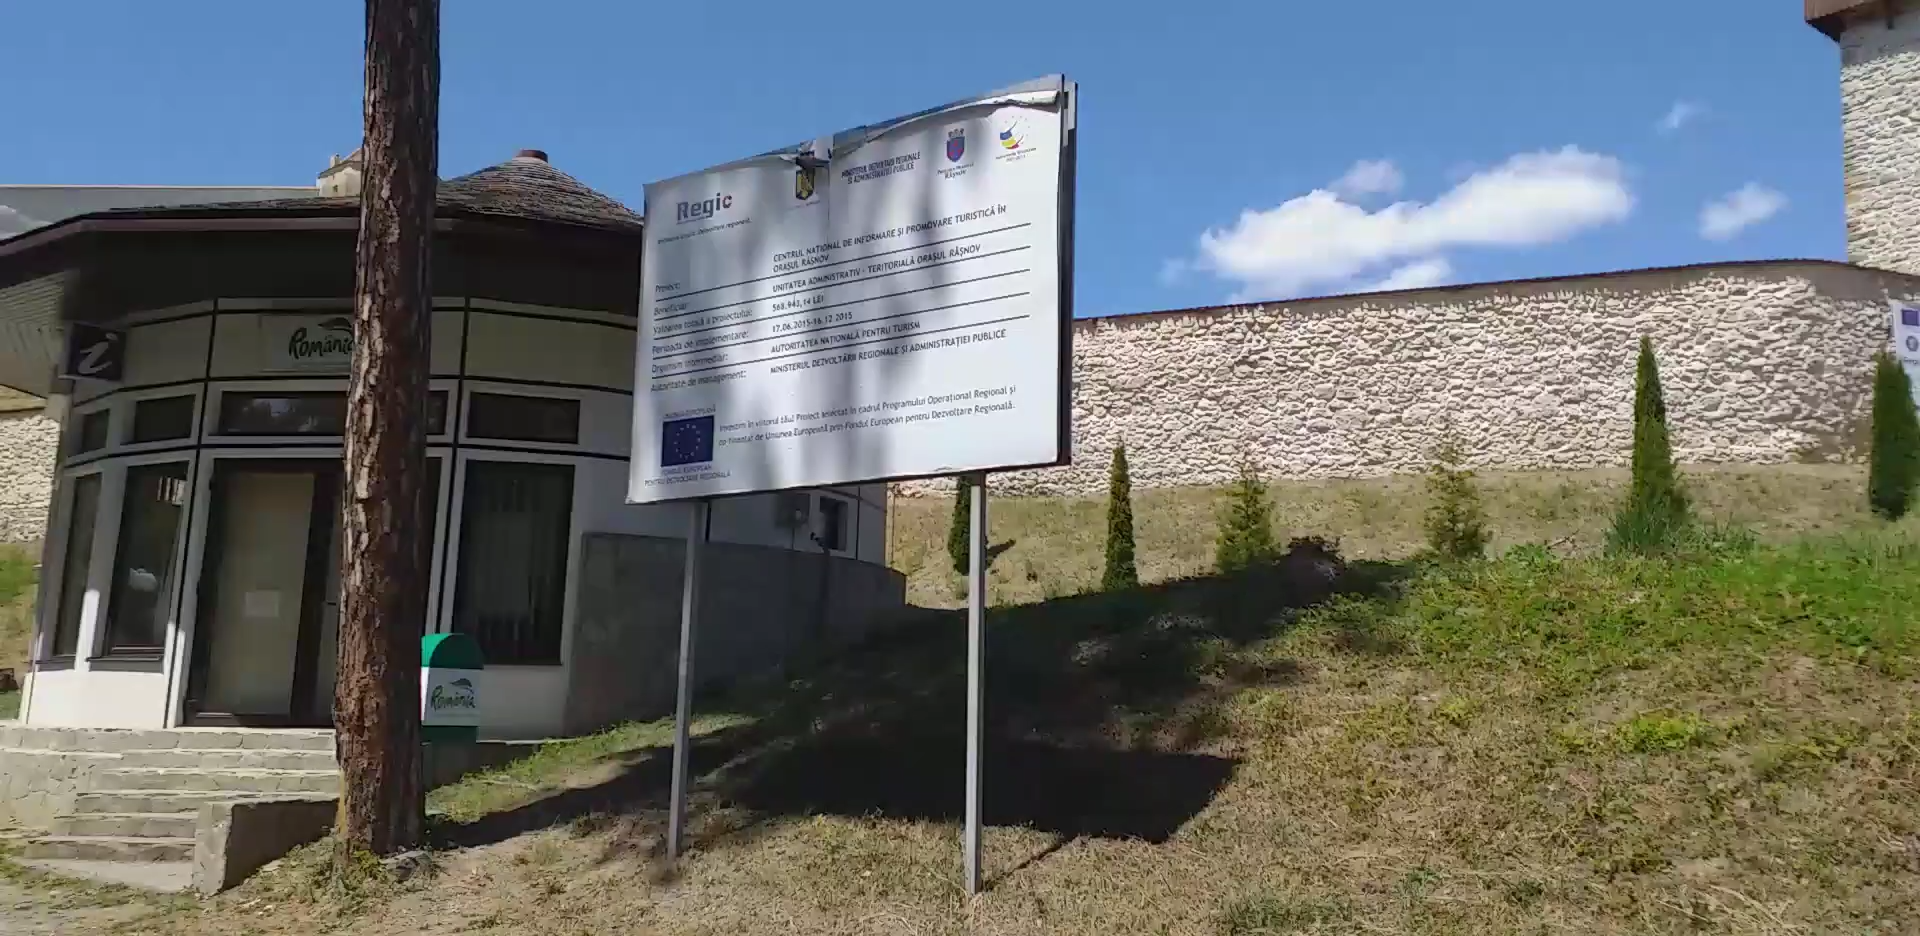 Regio
MINISTERUL DEZVOLTĂRII REGIONALE
ȘI ADMINISTRAȚIEI PUBLICE
RÂȘNOV
CENTRUL NAȚIONAL DE INFORMARE ȘI PROMOVARE TURISTICĂ ÎN
ORAȘUL RÂȘNOV
Proiect:
UNITATEA ADMINISTRATIV - TERITORIALĂ ORAȘUL RÂȘNOV
Beneficiar:
568.943,14 LEI
Valoarea totală a proiectului:
17.06.2015-16.12.2015
Perioada de implementare:
AUTORITATEA NAȚIONALĂ PENTRU TURISM
Organism intermediar:
MINISTERUL DEZVOLTĂRII REGIONALE ȘI ADMINISTRAȚIEI PUBLICE
Autoritate de management:
Investim în viitorul tău! Proiect selectat în cadrul Programului Operațional Regional și
co-finanțat de Uniunea Europeană prin Fondul European pentru Dezvoltare Regională.
UNIUNEA EUROPEANĂ
FONDUL EUROPEAN
PENTRU DEZVOLTARE REGIONALĂ
i
România
România